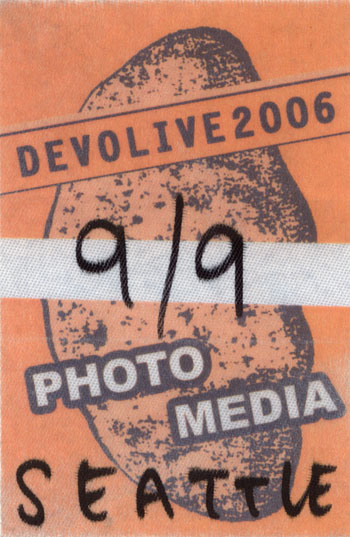 DEVOLIVE2006
9/9
PHOTO
MEDIA
SEATTLE